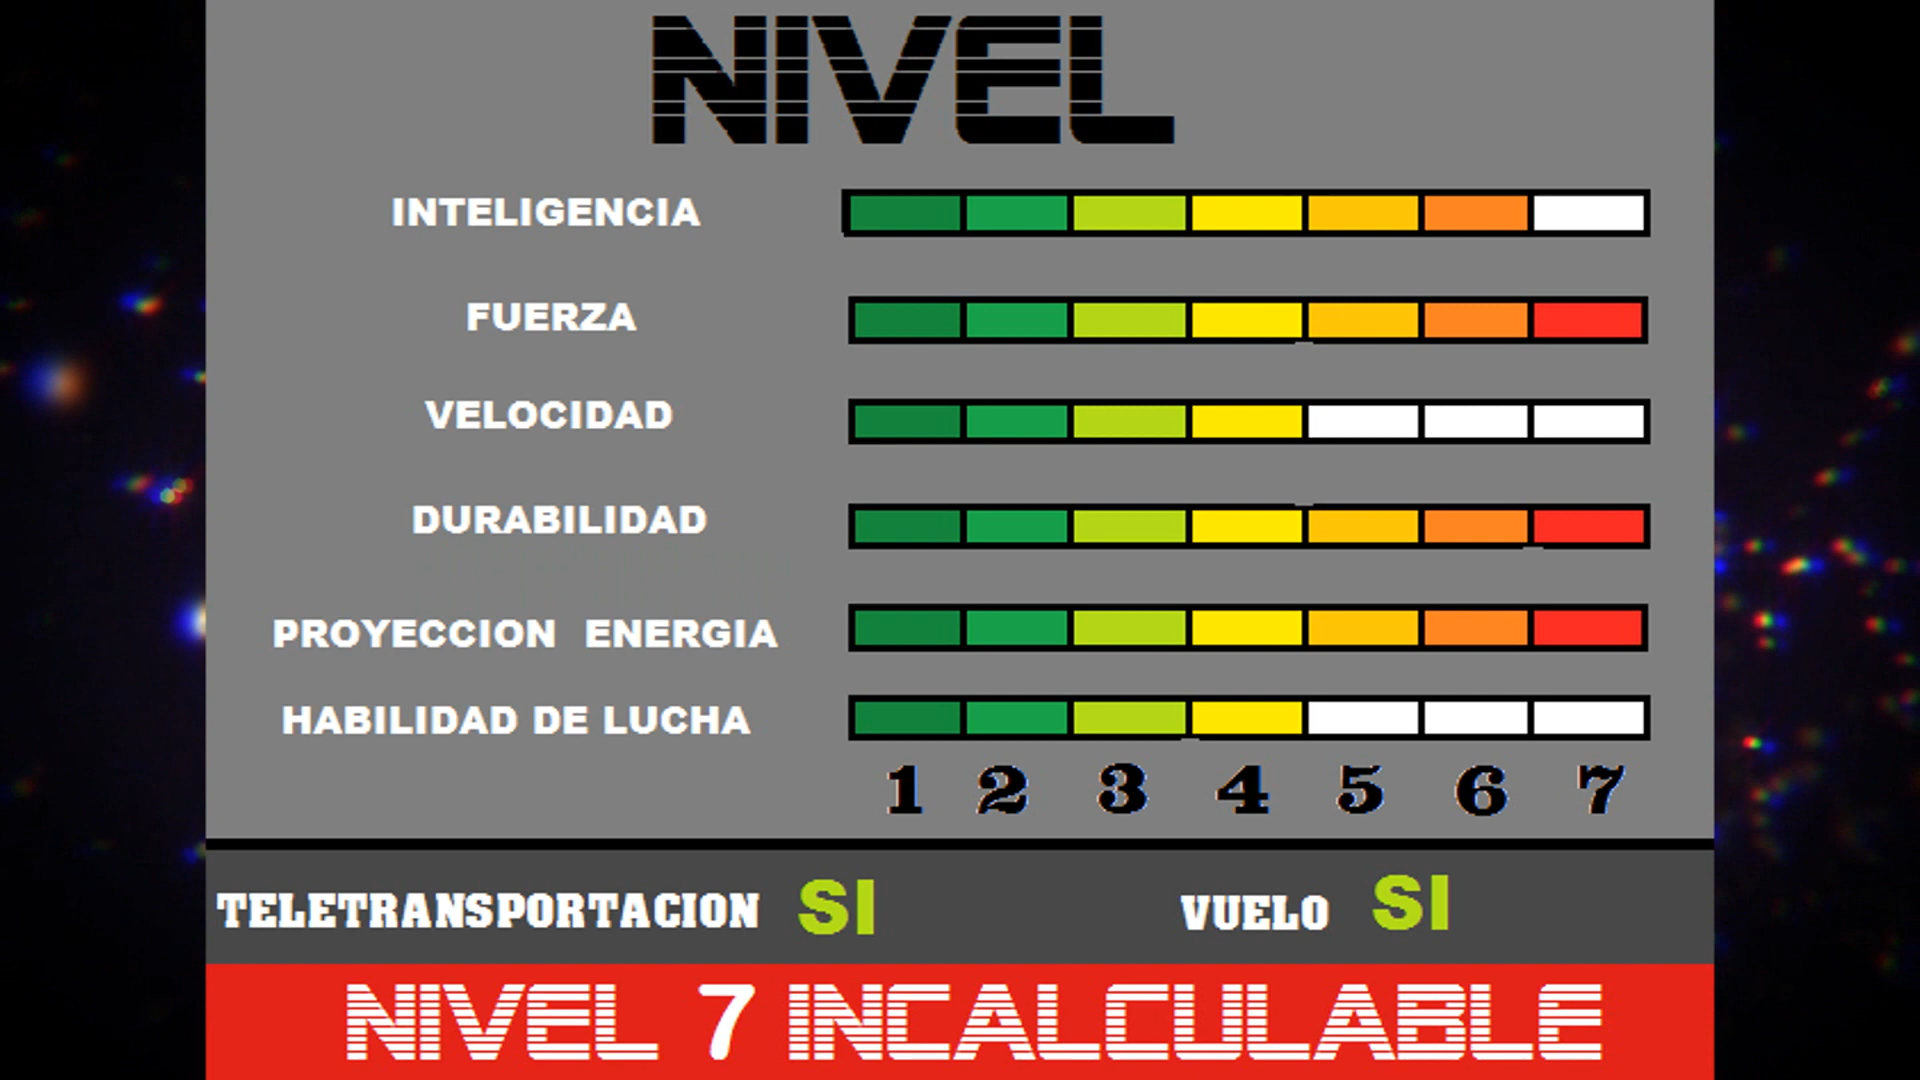 NIVEL
INTELIGENCIA
FUERZA
VELOCIDAD
DURABILIDAD
PROYECCION ENERGIA
HABILIDAD DE LUCHA
1 2 3 4 5 6 7
TELETRANSPORTACION SI VUELO SI
NIVEL 7 INCALCULABLE